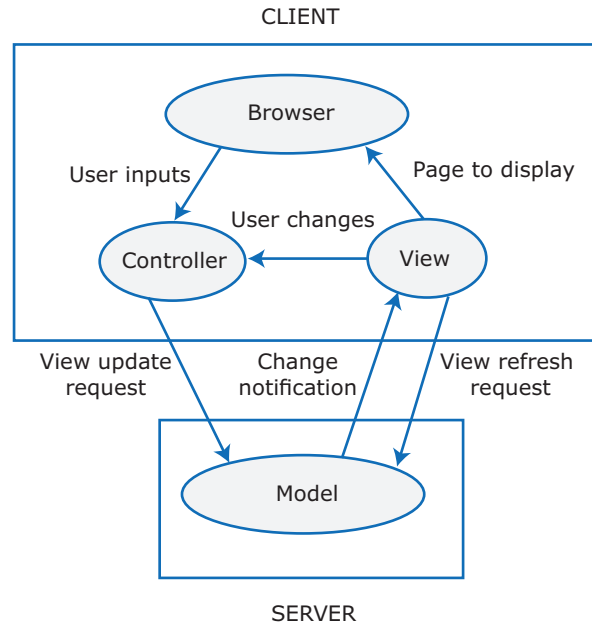 CLIENT
Browser
User inputs
Page to display
User changes
Controller
View
View update
request
Change
notification
View refresh
request
Model
SERVER